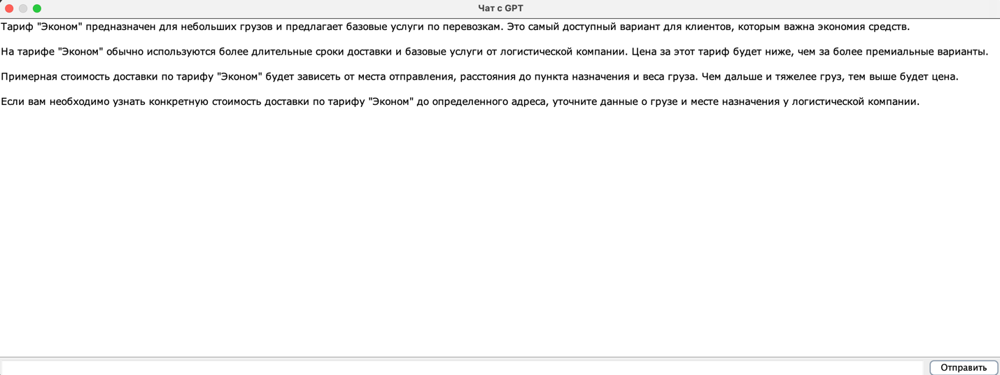 Чат с GPT
Тариф "Эконом" предназначен для небольших грузов и предлагает базовые услуги по перевозкам. Это самый доступный вариант для клиентов, которым важна экономия средств.
На тарифе "Эконом" обычно используются более длительные сроки доставки и базовые услуги от логистической компании. Цена за этот тариф будет ниже, чем за более премиальные варианты.
Примерная стоимость доставки по тарифу "Эконом" будет зависеть от места отправления, расстояния до пункта назначения и веса груза. Чем дальше и тяжелее груз, тем выше будет цена.
Если вам необходимо узнать конкретную стоимость доставки по тарифу "Эконом" до определенного адреса, уточните данные о грузе и месте назначения у логистической компании.
Отправить